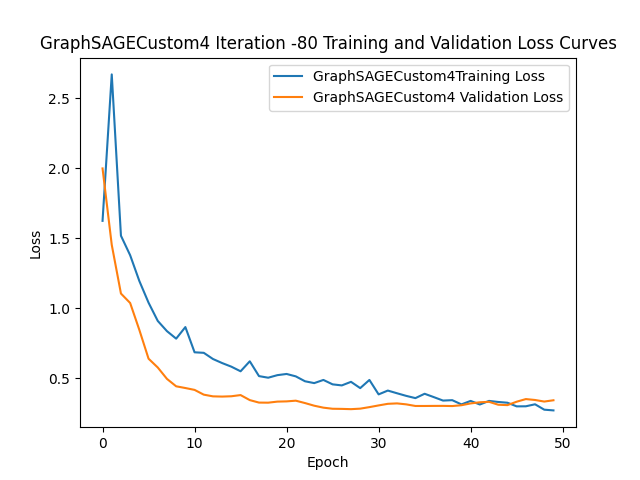 GraphSAGECustom4 Iteration -80 Training and Validation Loss Curves
GraphSAGECustom4Training Loss
GraphSAGECustom4 Validation Loss
2.5
2.0
1.5
1.0
0.5
Loss
0 10 20 30 40 50
Epoch